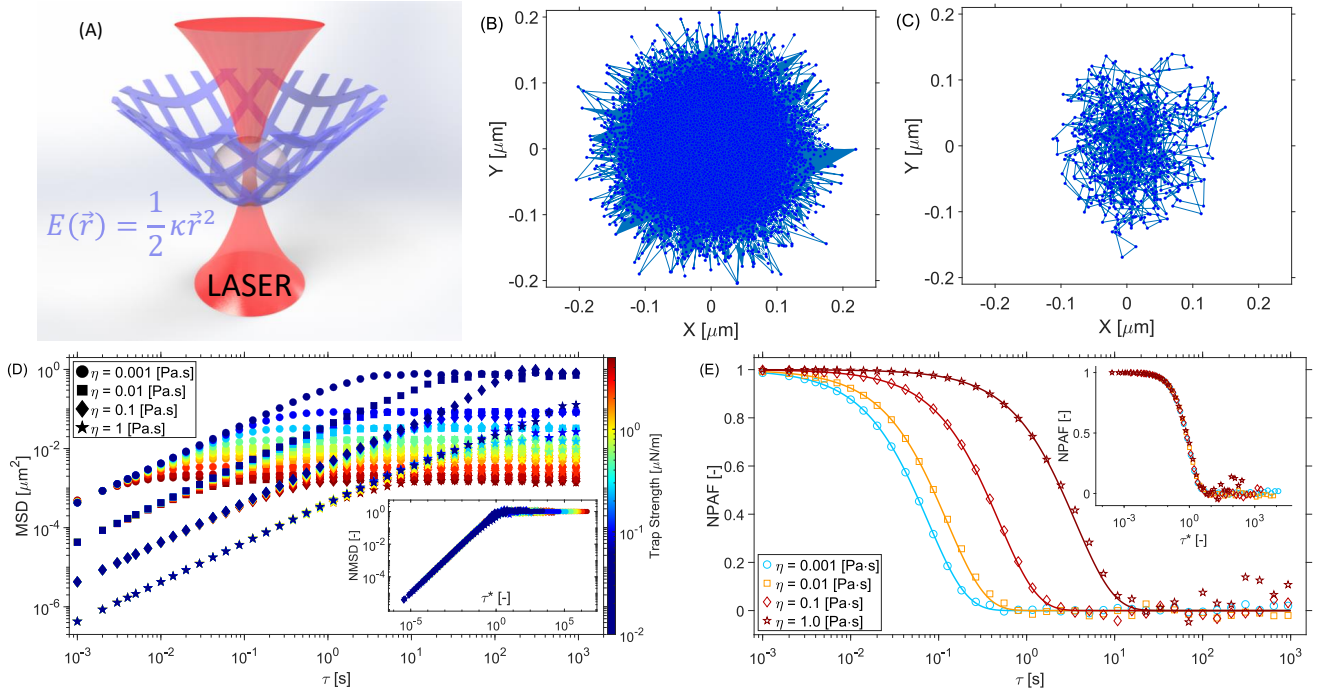 (A)
E(r⃗) = 1/2 κr⃗²
LASER
(B)
0.2
0.1
0
-0.1
-0.2
Y [μm]
-0.2 -0.1 0 0.1 0.2
X [μm]
(C)
0.2
0.1
0
-0.1
-0.2
Y [μm]
-0.2 -0.1 0 0.1 0.2
X [μm]
(D)
η = 0.001 [Pa.s]
η = 0.01 [Pa.s]
η = 0.1 [Pa.s]
η = 1 [Pa.s]
10⁰
10⁻²
10⁻⁴
10⁻⁶
MSD [μm²]
10⁻³ 10⁻² 10⁻¹ 10⁰ 10¹ 10² 10³
τ [s]
10⁰
10⁻²
10⁻⁴
NMSD [-]
10⁻⁵ 10⁰ 10⁵
τ* [-]
10⁰
10⁻¹
10⁻²
Trap Strength [μN/m]
(E)
1
0.8
0.6
0.4
0.2
0
NPAF [-]
η = 0.001 [Pa·s]
η = 0.01 [Pa·s]
η = 0.1 [Pa·s]
η = 1.0 [Pa·s]
10⁻³ 10⁻² 10⁻¹ 10⁰ 10¹ 10² 10³
τ [s]
1
0.5
0
NPAF [-]
10⁻³ 10⁰ 10³
τ* [-]